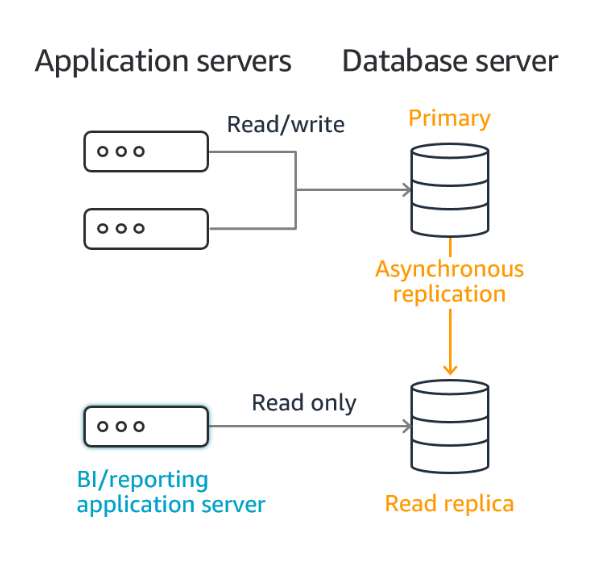 Application servers
Database server
Read/write
Primary
Asynchronous
replication
Read only
BI/reporting
application server
Read replica